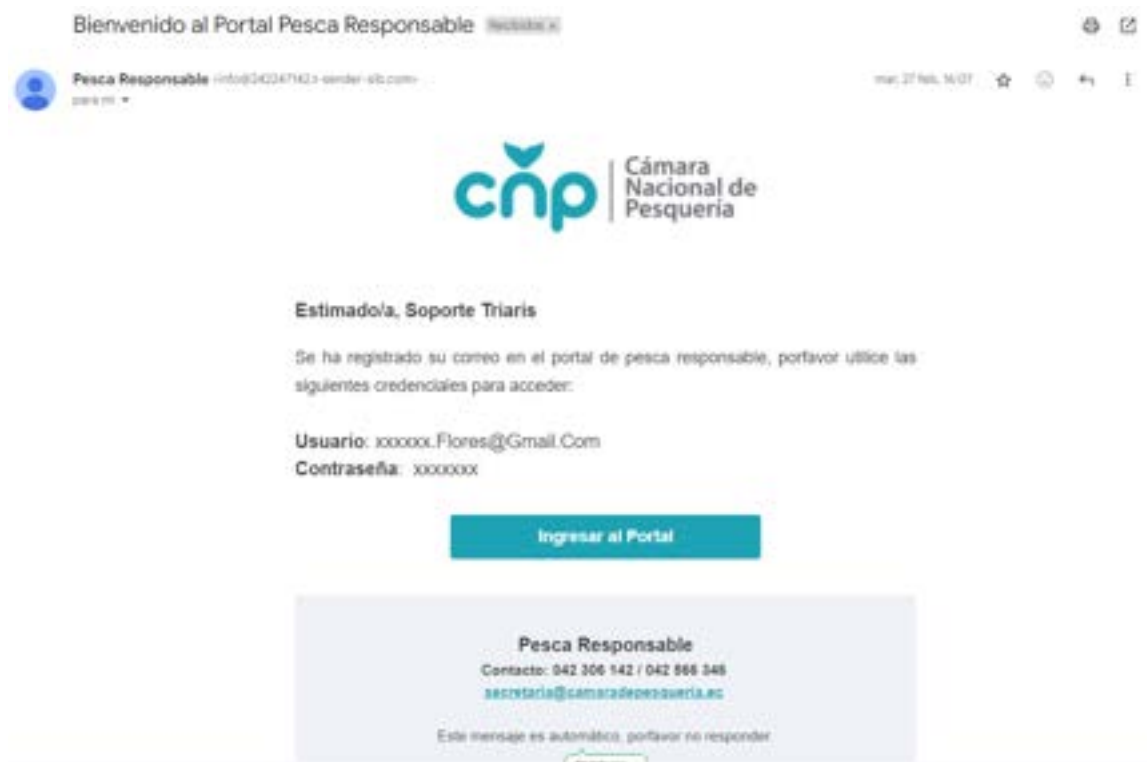 Bienvenido al Portal Pesca Responsable
Pesca Responsable
para mí
mar, 27 feb, 16:07
cnp
Cámara
Nacional de
Pesquería
Estimado/a, Soporte Triaris
Se ha registrado su correo en el portal de pesca responsable, porfavor utilice las
siguientes credenciales para acceder:
Usuario: xxxxxx.Flores@Gmail.Com
Contraseña: xxxxxxx
Ingresar al Portal
Pesca Responsable
Contacto: 042 306 142 / 042 566 346
secretaria@camaradepesqueria.ec
Este mensaje es automático, porfavor no responder